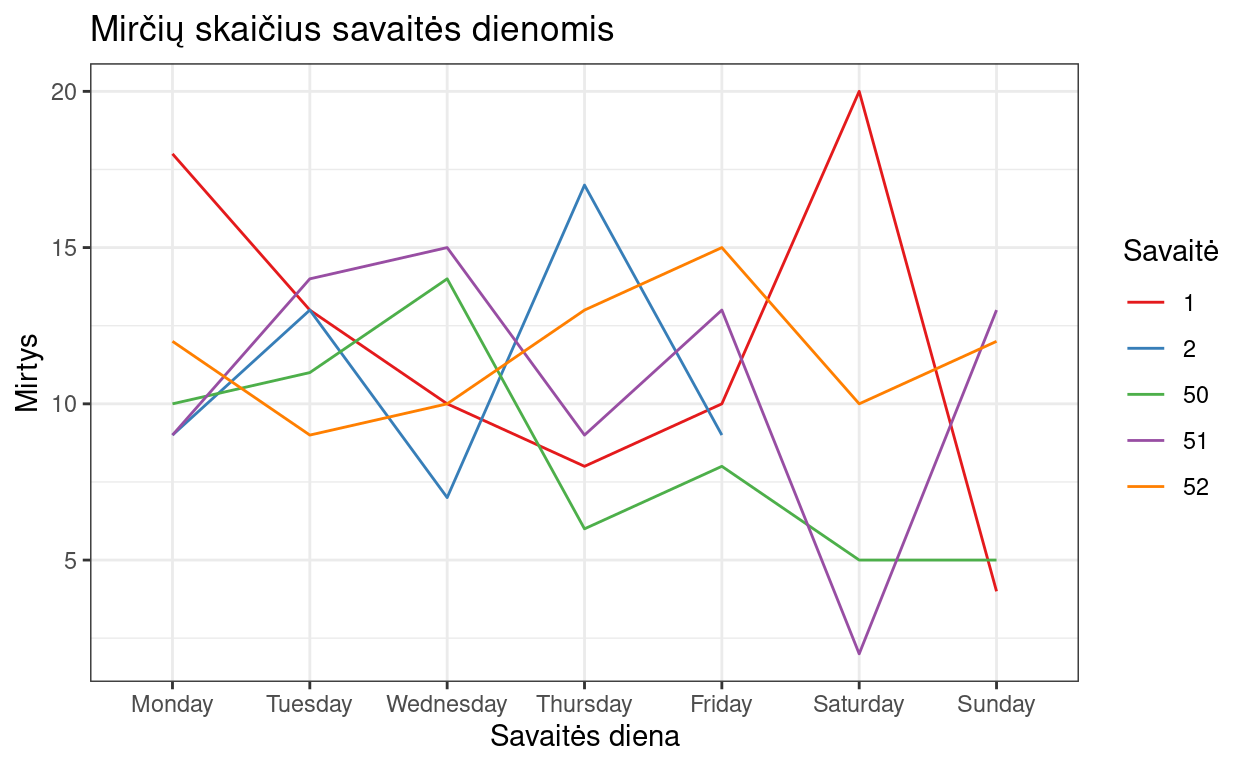 Mirčių skaičius savaitės dienomis
Mirtys
20
15
10
5
Monday Tuesday Wednesday Thursday Friday Saturday Sunday
Savaitės diena
Savaitė
1
2
50
51
52